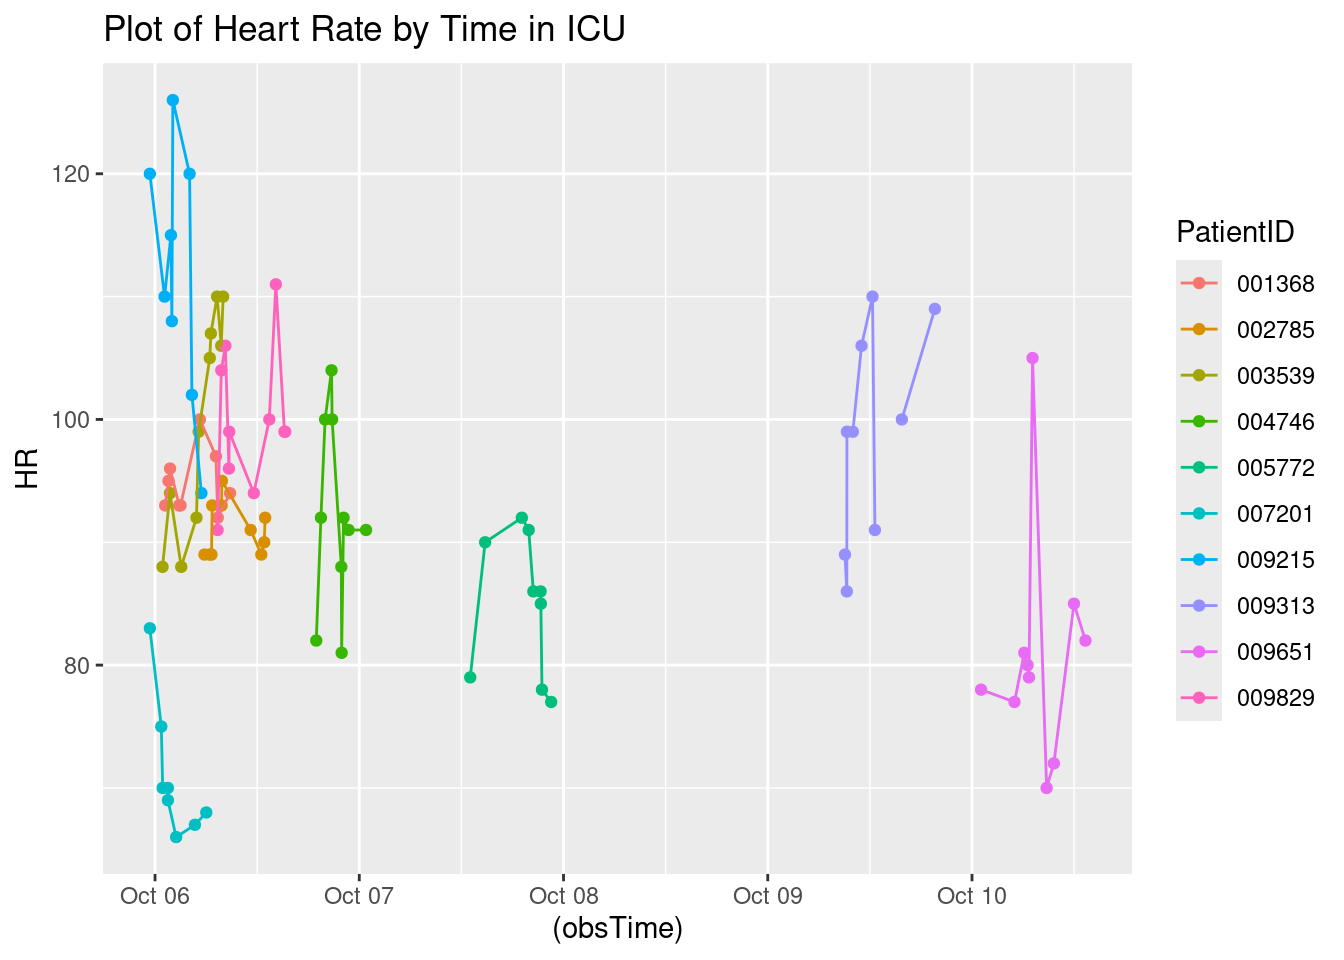 Plot of Heart Rate by Time in ICU
120
100
80
HR
Oct 06
Oct 07
Oct 08
Oct 09
Oct 10
(obsTime)
PatientID
001368
002785
003539
004746
005772
007201
009215
009313
009651
009829